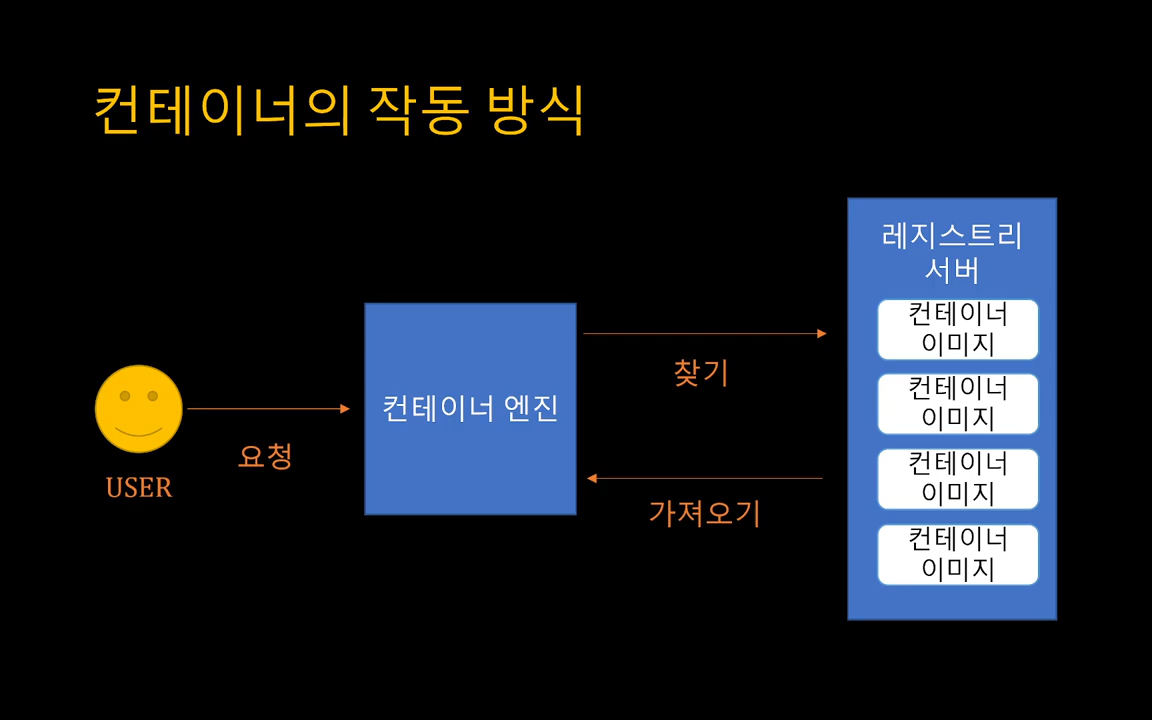 컨테이너의 작동 방식
USER
요청
컨테이너 엔진
찾기
가져오기
레지스트리
서버
컨테이너
이미지
컨테이너
이미지
컨테이너
이미지
컨테이너
이미지